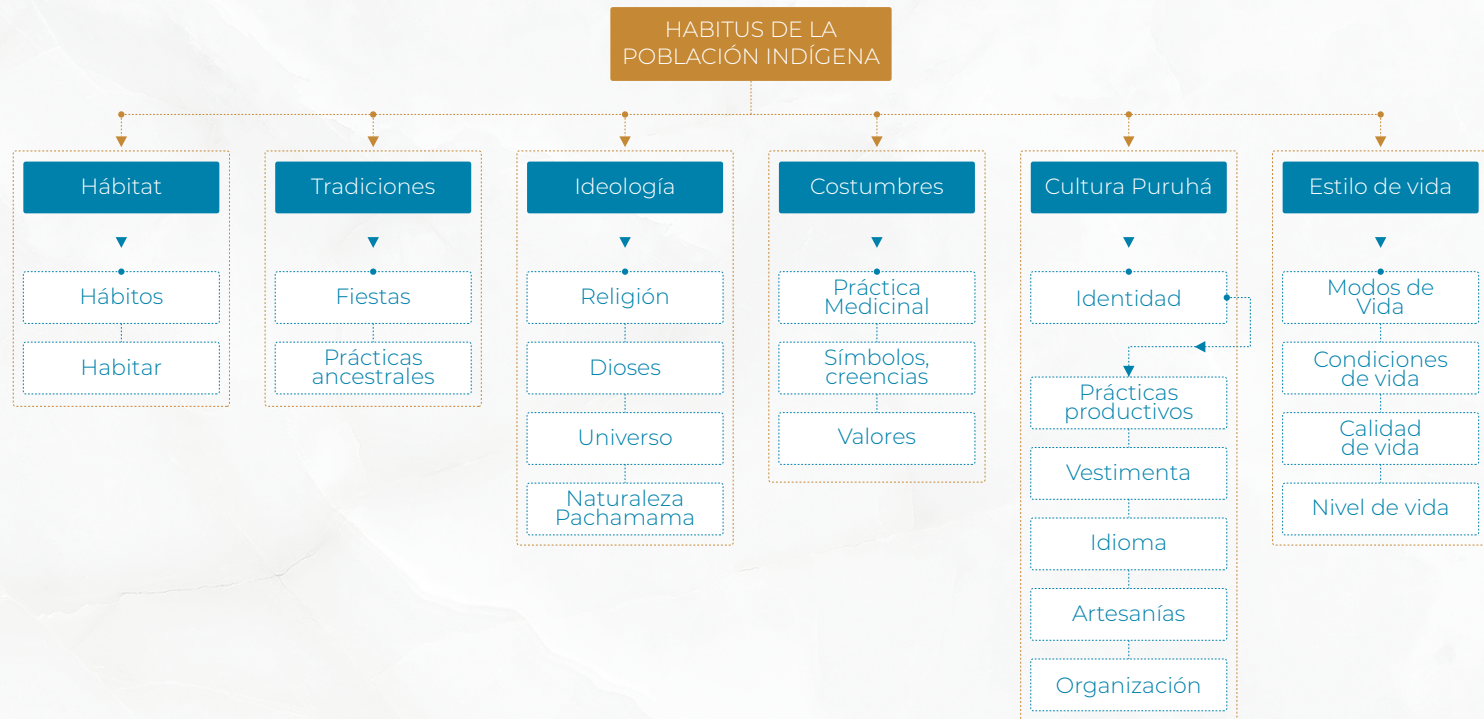 HABITUS DE LA
POBLACIÓN INDÍGENA
Hábitat
Hábitos
Habitar
Tradiciones
Fiestas
Prácticas
ancestrales
Ideología
Religión
Dioses
Universo
Naturaleza
Pachamama
Costumbres
Práctica
Medicinal
Símbolos,
creencias
Valores
Cultura Puruhá
Identidad
Prácticas
productivos
Vestimenta
Idioma
Artesanías
Organización
Estilo de vida
Modos de
Vida
Condiciones
de vida
Calidad
de vida
Nivel de vida